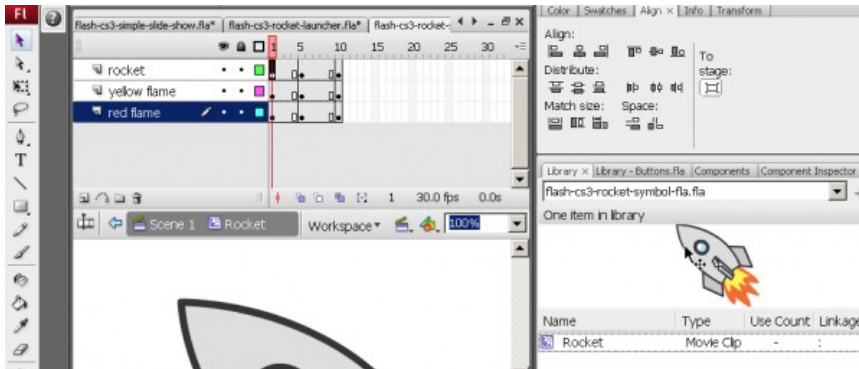 Fl
flash-cs3-simple-slide-show.fla* flash-cs3-rocket-launcher.fla* flash-cs3-rocket-
1 5 10 15 20 25 30
rocket
yellow flame
red flame
1 30.0 fps 0.0s
Scene 1 Rocket Workspace 100%
T
Color Swatches Align × Info Transform
Align:
To
stage:
Distribute:
Match size: Space:
Library × Library - Buttons.fla Components Component Inspector
flash-cs3-rocket-symbol-fla.fla
One item in library
Name Type Use Count Linkage
Rocket Movie Clip - :